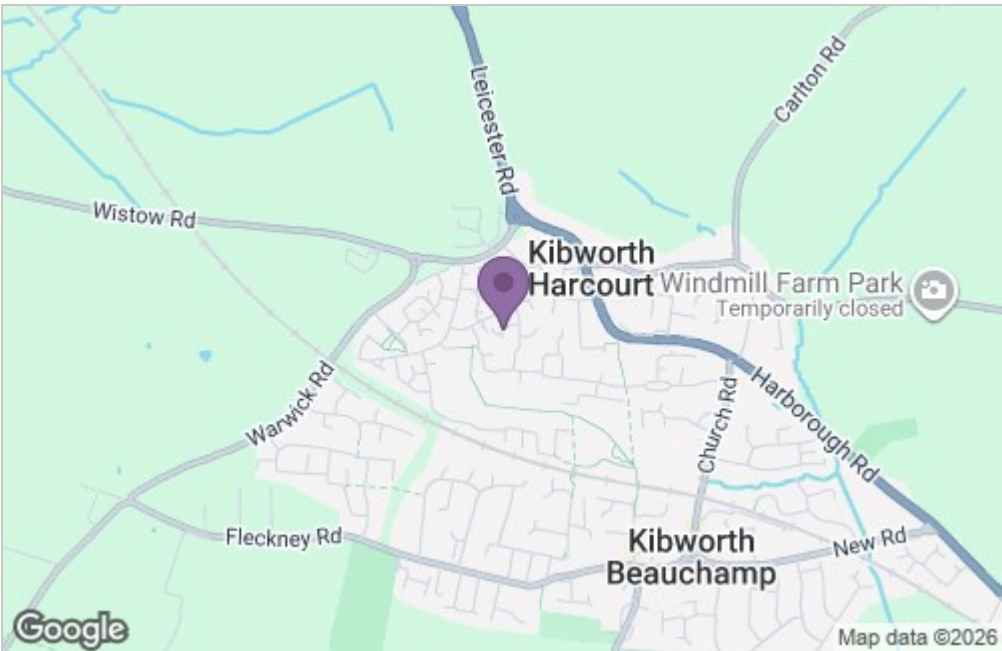 Leicester Rd
Carlton Rd
Wistow Rd
Kibworth
Harcourt
Windmill Farm Park
Temporarily closed
Warwick Rd
Church Rd
Harborough Rd
Fleckney Rd
Kibworth
Beauchamp
New Rd
Google
Map data ©2026